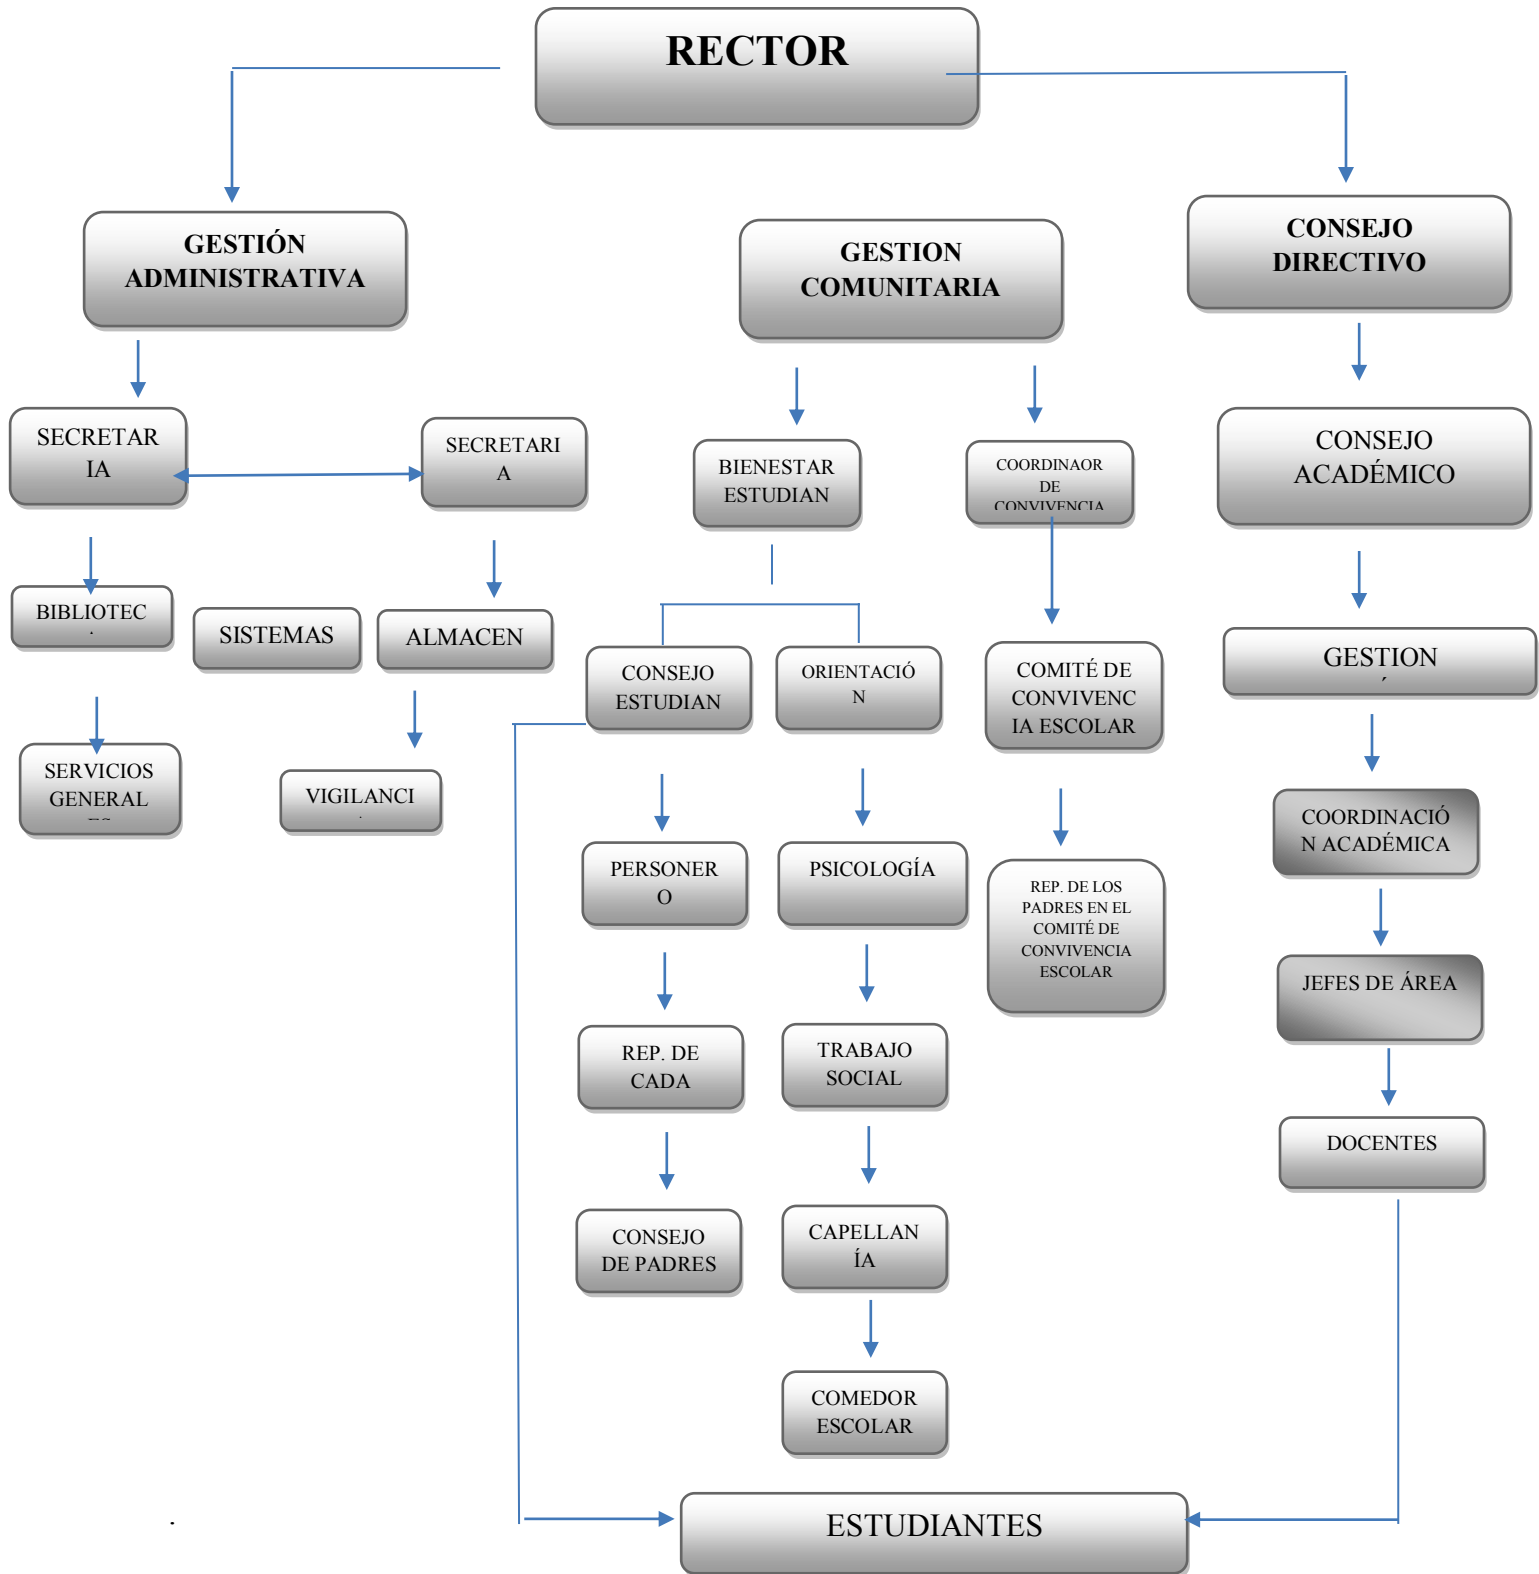 RECTOR
GESTIÓN
ADMINISTRATIVA
GESTION
COMUNITARIA
CONSEJO
DIRECTIVO
SECRETAR
IA
SECRETARI
A
BIENESTAR
ESTUDIAN
COORDINAOR
DE
CONVIVENCIA
CONSEJO
ACADÉMICO
BIBLIOTEC
SISTEMAS
ALMACEN
CONSEJO
ESTUDIAN
ORIENTACIÓ
N
COMITÉ DE
CONVIVENC
IA ESCOLAR
GESTION
SERVICIOS
GENERAL
VIGILANCI
COORDINACIÓ
N ACADÉMICA
PERSONER
O
PSICOLOGÍA
REP. DE LOS
PADRES EN EL
COMITÉ DE
CONVIVENCIA
ESCOLAR
JEFES DE ÁREA
REP. DE
CADA
TRABAJO
SOCIAL
DOCENTES
CONSEJO
DE PADRES
CAPELLAN
ÍA
COMEDOR
ESCOLAR
ESTUDIANTES
.